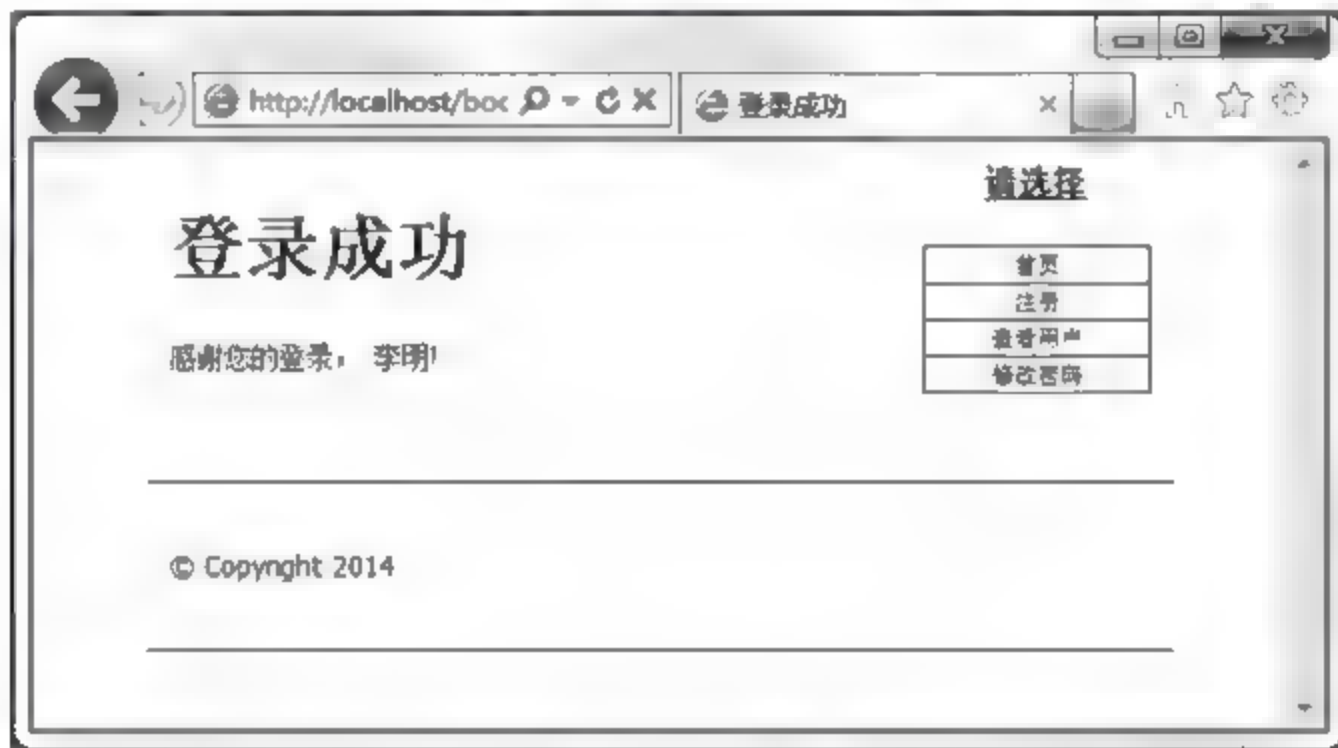 http://localhost/boo
登录成功
请选择
登录成功
首页
注册
查看用户
修改密码
感谢您的登录， 李明!
© Copyright 2014